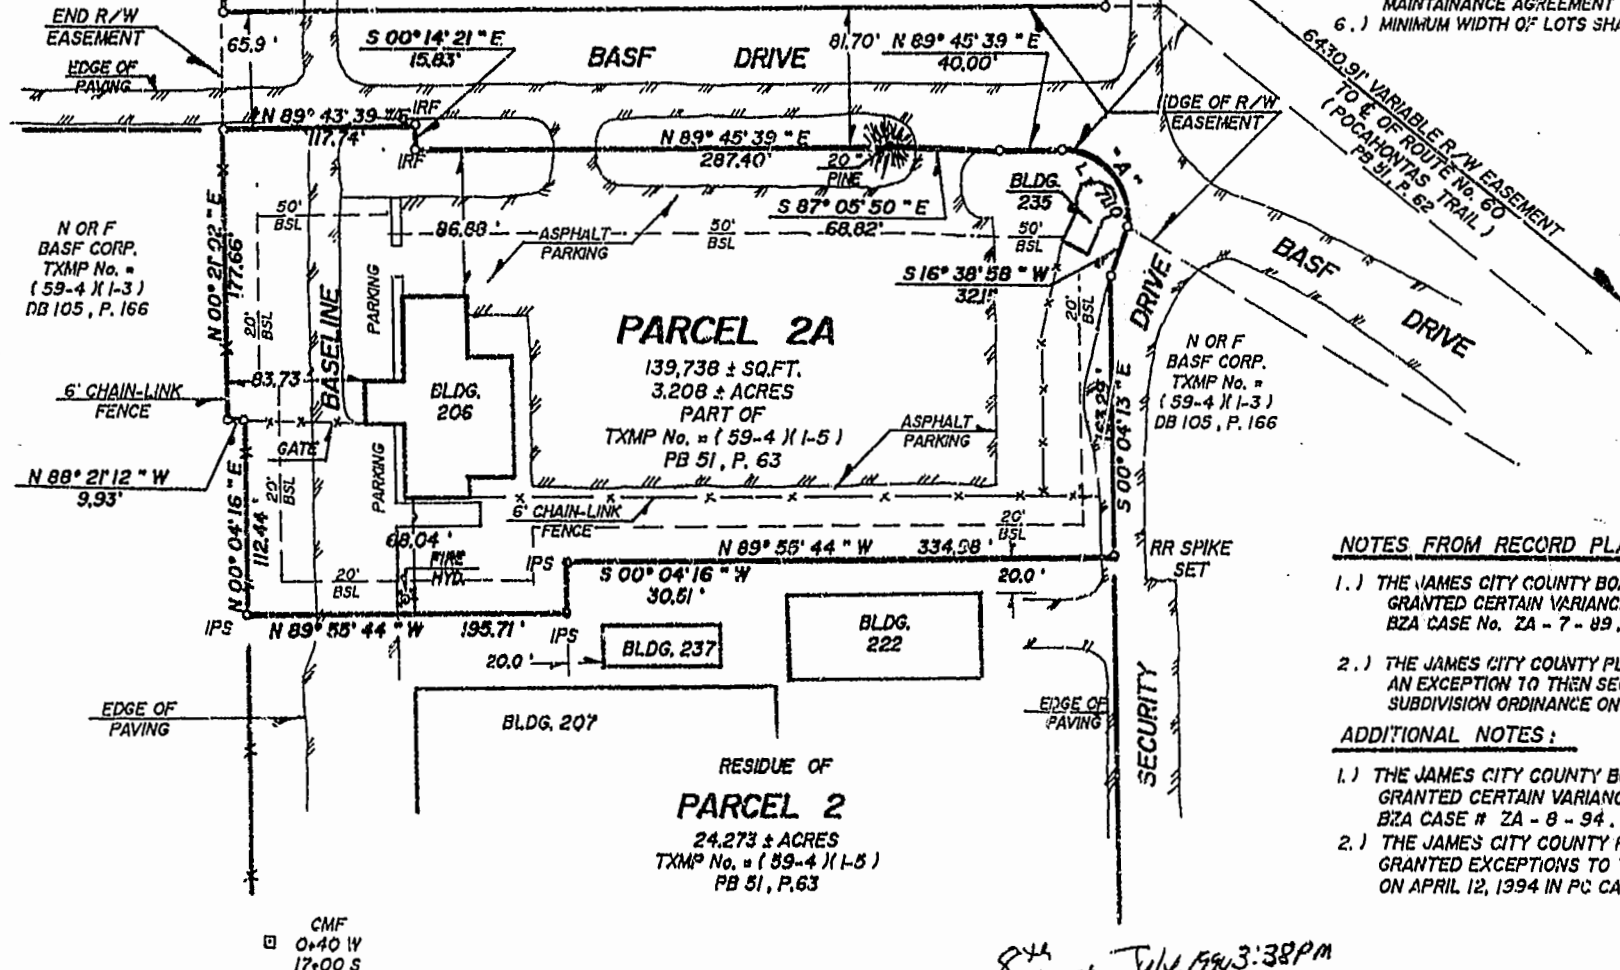 END R/W
EASEMENT
65.9'
EDGE OF
PAVING
S 00° 14' 21" E
15.83'
BASF DRIVE
81.70'
N 89° 45' 39" E
40.00'
MAINTAINANCE AGREEMENT
6.) MINIMUM WIDTH OF LOTS SHA
6430.91' VARIABLE R/W EASEMENT
TO ℄ OF ROUTE No. 60
(POCAHONTAS TRAIL)
PB 51, P. 62
EDGE OF R/W
EASEMENT
N 89° 43' 39" E
117.74'
IRF
IRF
N 89° 45' 39" E
287.40'
20"
PINE
S 87° 05' 50" E
68.82'
"A"
BLDG.
235
N OR F
BASF CORP.
TXMP No. =
(59-4)(1-3)
DB 105, P. 166
N 00° 21' 02" E
177.66'
50'
BSL
86.88'
ASPHALT
PARKING
50'
BSL
50'
BSL
S 16° 38' 58" W
32.11'
BASF
DRIVE
DRIVE
20'
BSL
BASELINE
PARKING
20'
BSL
PARCEL 2A
139,738 ± SQ.FT.
3.208 ± ACRES
PART OF
TXMP No. = (59-4)(1-5)
PB 51, P. 63
N OR F
BASF CORP.
TXMP No. =
(59-4)(1-3)
DB 105, P. 166
83.73
6' CHAIN-LINK
FENCE
BLDG.
206
ASPHALT
PARKING
S 00° 04' 13" E
GATE
PARKING
N 88° 21' 12" W
9.93'
20'
BSL
N 00° 04' 16" E
112.44'
6' CHAIN-LINK
FENCE
20'
BSL
68.04'
FIRE
HYD.
IPS
N 89° 55' 44" W 334.98'
20.0'
RR SPIKE
SET
S 00° 04' 16" W
30.51'
20'
BSL
IPS
N 89° 55' 44" W 195.71'
IPS
20.0'
BLDG. 237
BLDG.
222
EDGE OF
PAVING
BLDG. 207
EDGE OF
PAVING
SECURITY
RESIDUE OF
PARCEL 2
24.273 ± ACRES
TXMP No. = (59-4)(1-5)
PB 51, P.63
CMF
0+40 W
17+00 S
NOTES FROM RECORD PLA
1.) THE JAMES CITY COUNTY BO
GRANTED CERTAIN VARIANC
BZA CASE No. ZA - 7 - 89.
2.) THE JAMES CITY COUNTY PL
AN EXCEPTION TO THEN SE
SUBDIVISION ORDINANCE ON
ADDITIONAL NOTES:
1.) THE JAMES CITY COUNTY B
GRANTED CERTAIN VARIANC
BZA CASE # ZA - 8 - 94.
2.) THE JAMES CITY COUNTY
GRANTED EXCEPTIONS TO
ON APRIL 12, 1994 IN PC CA
8th July 3:38PM